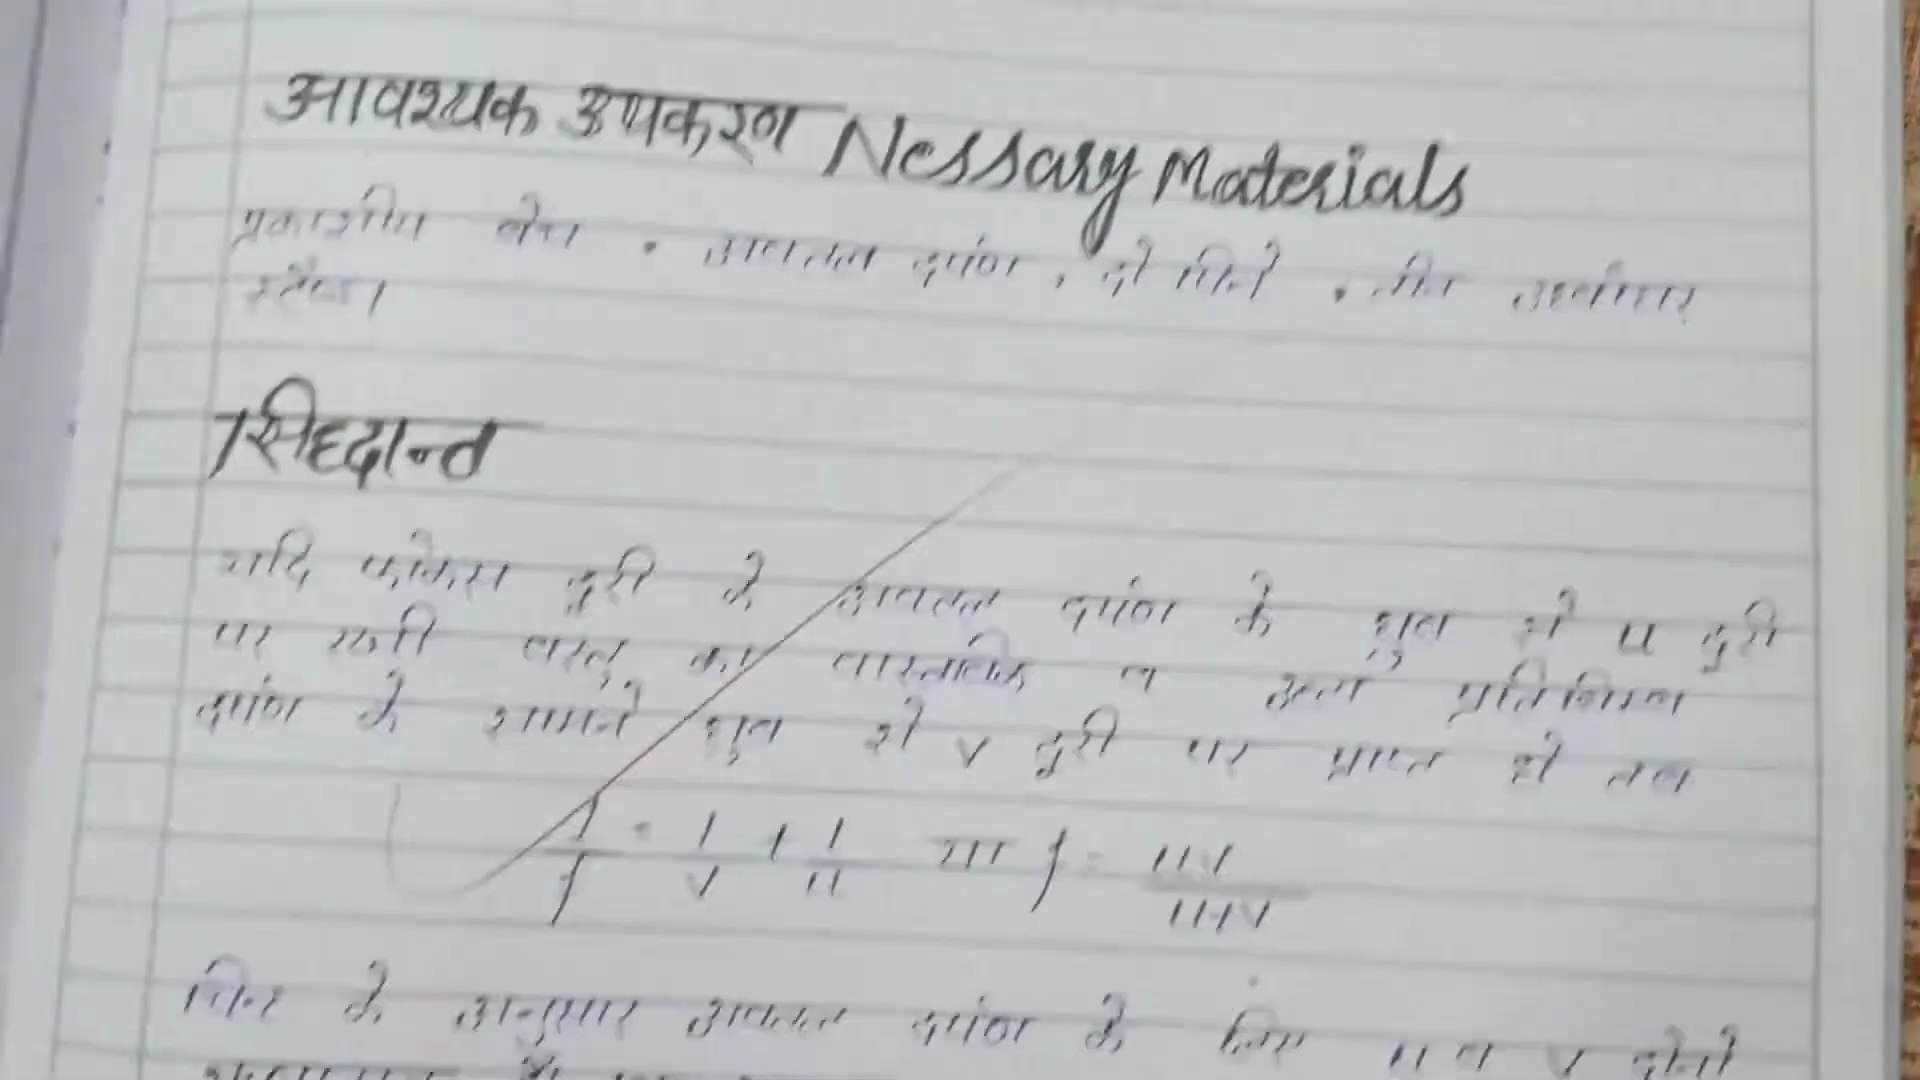 आवश्यक उपकरण Nessary Materials
प्रकाशीय बेंच, अवतल दर्पण, दो पिनें, तीन
स्टैण्ड।
सिद्धान्त
यदि फोकस दुरी के अवतल दर्पण के ध्रुव से u दुरी
पर रखी वस्तु का वास्तविक व उल्टा प्रतिबिम्ब
दर्पण के सामने ध्रुव से v दुरी पर प्राप्त हो तब
1/f = 1/v + 1/u या f = uv/u+v
चित्र के अनुसार अवतल दर्पण के लिए u व v दोनो